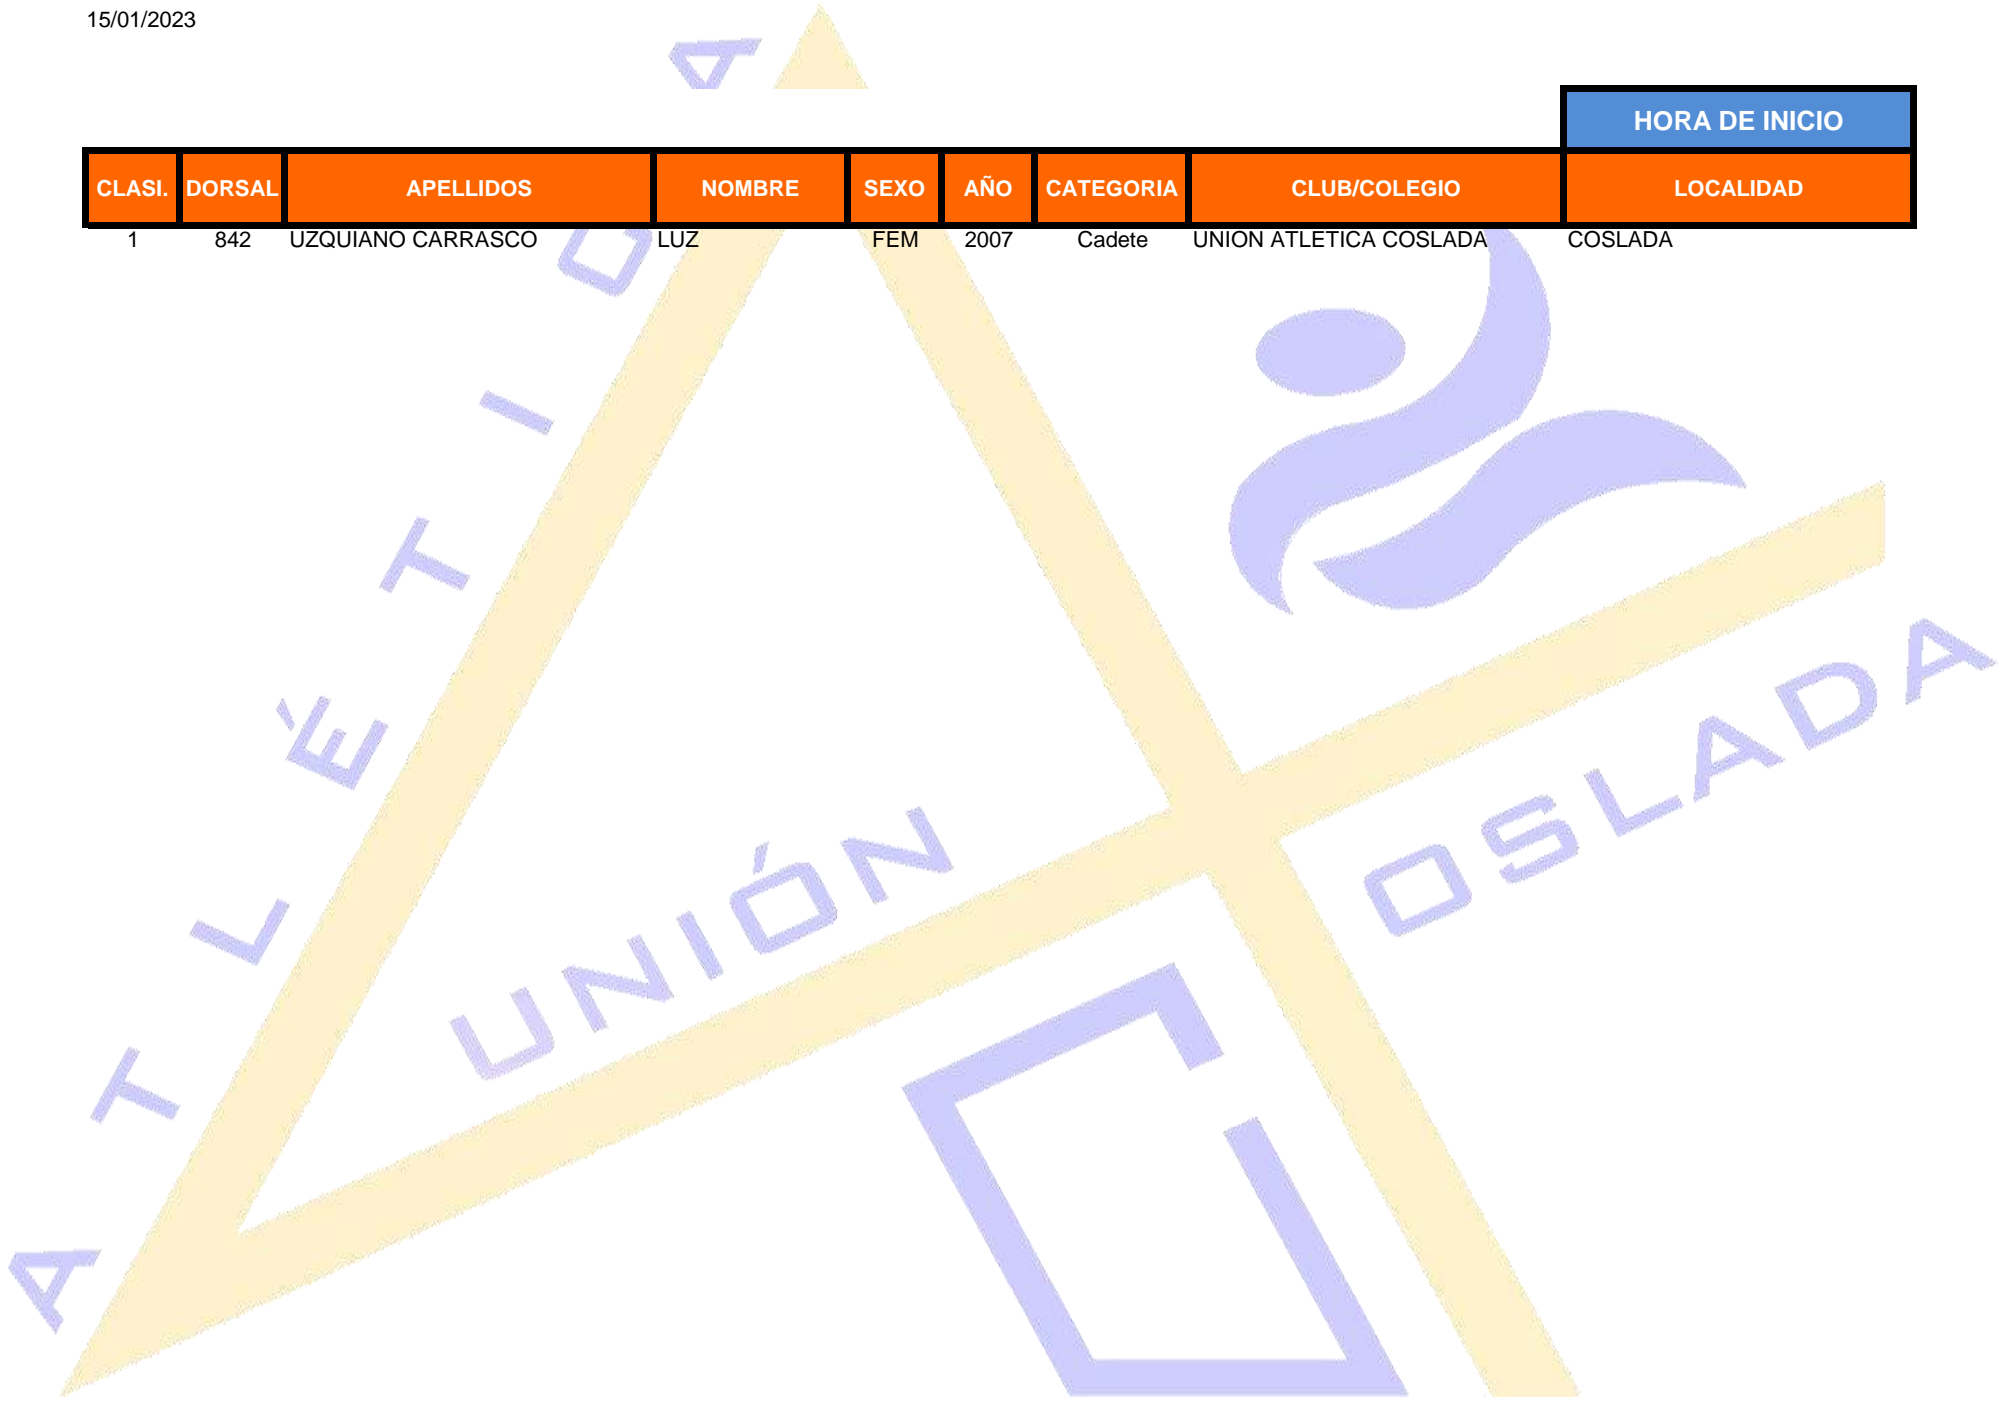 15/01/2023
HORA DE INICIO
CLASI. DORSAL APELLIDOS NOMBRE SEXO AÑO CATEGORIA CLUB/COLEGIO LOCALIDAD
1 842 UZQUIANO CARRASCO LUZ FEM 2007 Cadete UNION ATLETICA COSLADA COSLADA
ATLÉTICA
UNIÓN
COSLADA